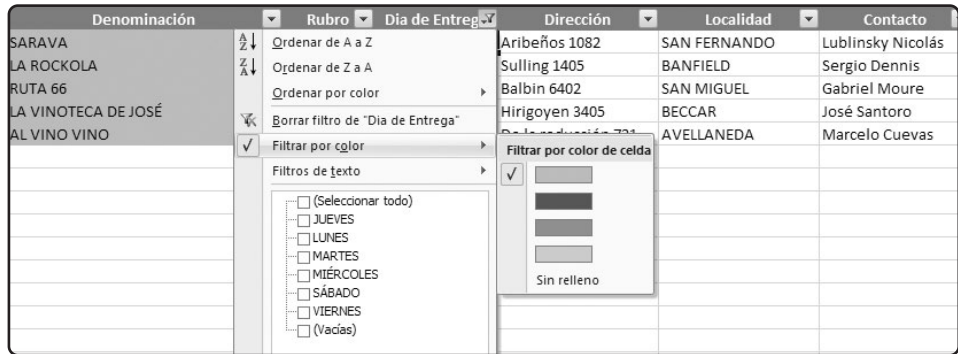 Denominación Rubro Dia de Entreg Dirección Localidad Contacto
SARAVA Aribeños 1082 SAN FERNANDO Lublinsky Nicolás
LA ROCKOLA Sulling 1405 BANFIELD Sergio Dennis
RUTA 66 Balbin 6402 SAN MIGUEL Gabriel Moure
LA VINOTECA DE JOSÉ Hirigoyen 3405 BECCAR José Santoro
AL VINO VINO AVELLANEDA Marcelo Cuevas
Ordenar de A a Z
Ordenar de Z a A
Ordenar por color
Borrar filtro de "Dia de Entrega"
Filtrar por color
Filtros de texto
(Seleccionar todo)
JUEVES
LUNES
MARTES
MIÉRCOLES
SÁBADO
VIERNES
(Vacías)
Filtrar por color de celda
Sin relleno